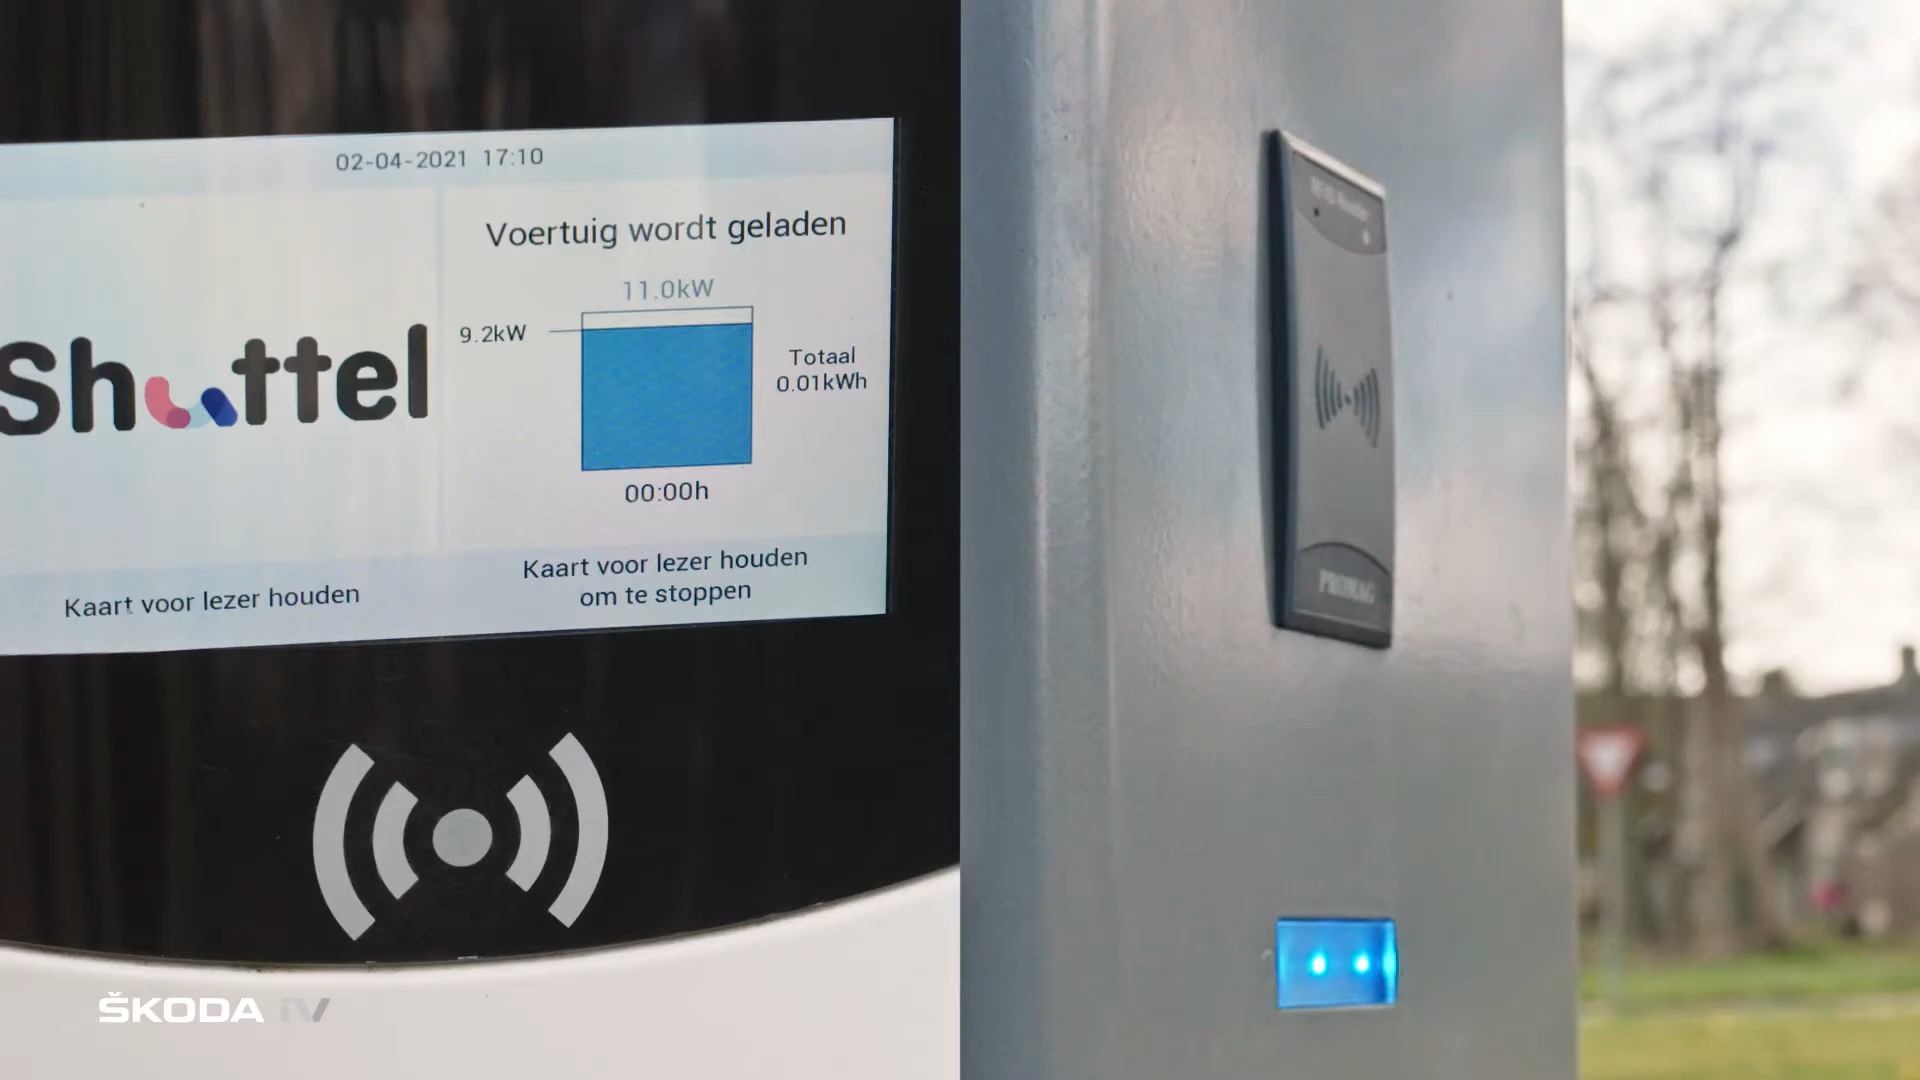 02-04-2021 17:10
Shuttel
Voertuig wordt geladen
11.0kW
9.2kW
Totaal
0.01kWh
00:00h
Kaart voor lezer houden
Kaart voor lezer houden
om te stoppen
PROMAG
ŠKODA TV